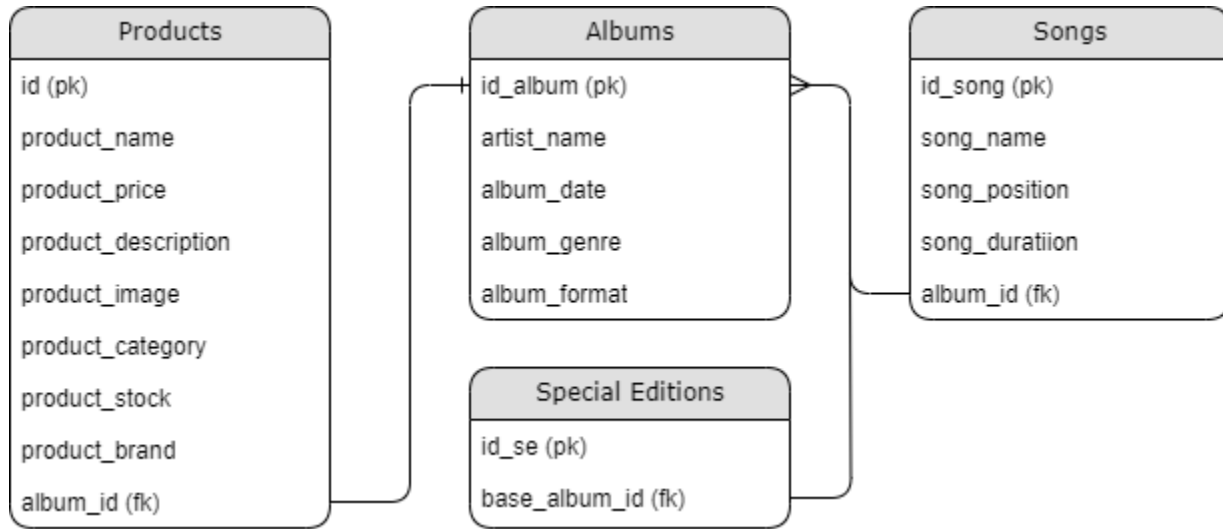 Products
id (pk)
product_name
product_price
product_description
product_image
product_category
product_stock
product_brand
album_id (fk)
Albums
id_album (pk)
artist_name
album_date
album_genre
album_format
Special Editions
id_se (pk)
base_album_id (fk)
Songs
id_song (pk)
song_name
song_position
song_duratiion
album_id (fk)